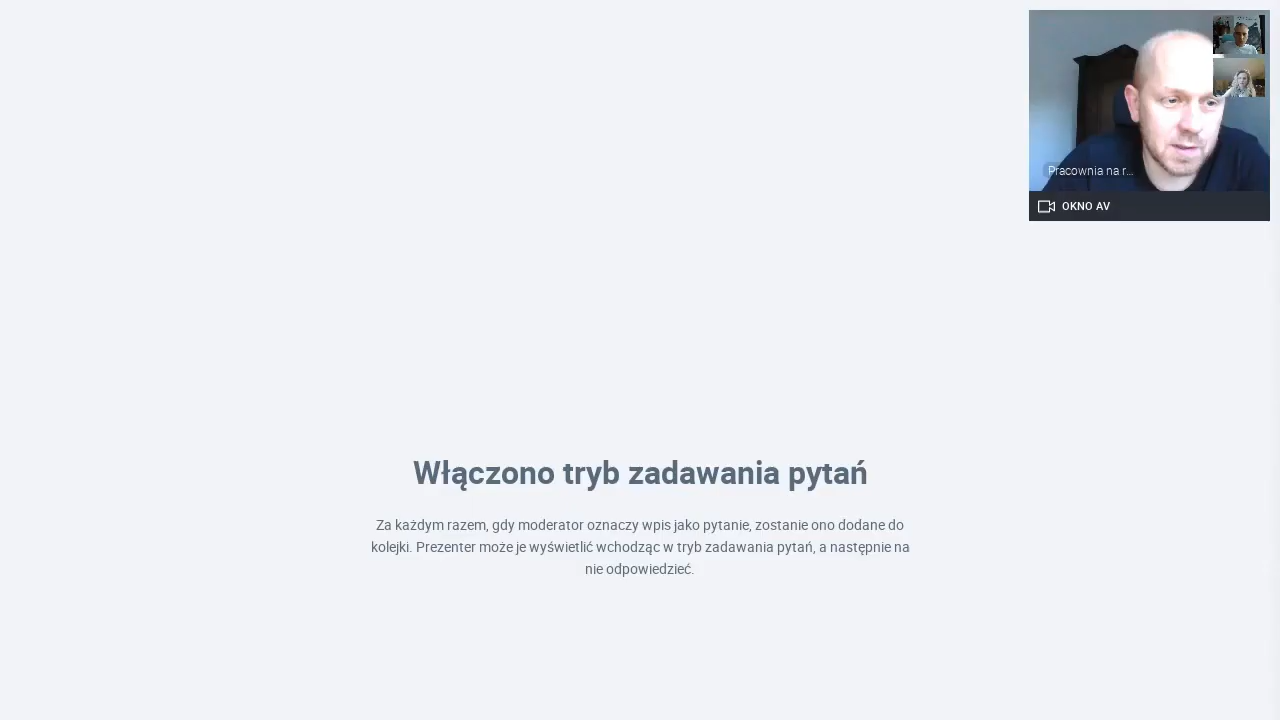 Pracownia na r...
OKNO AV
Włączono tryb zadawania pytań
Za każdym razem, gdy moderator oznaczy wpis jako pytanie, zostanie ono dodane do
kolejki. Prezenter może je wyświetlić wchodząc w tryb zadawania pytań, a następnie na
nie odpowiedzieć.